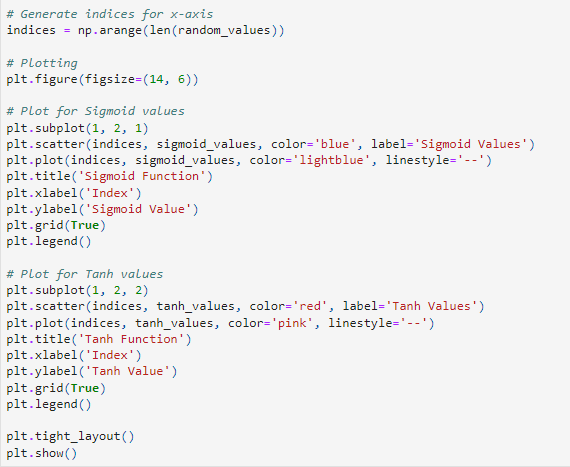 # Generate indices for x-axis
indices = np.arange(len(random_values))
# Plotting
plt.figure(figsize=(14, 6))
# Plot for Sigmoid values
plt.subplot(1, 2, 1)
plt.scatter(indices, sigmoid_values, color='blue', label='Sigmoid Values')
plt.plot(indices, sigmoid_values, color='lightblue', linestyle='--')
plt.title('Sigmoid Function')
plt.xlabel('Index')
plt.ylabel('Sigmoid Value')
plt.grid(True)
plt.legend()
# Plot for Tanh values
plt.subplot(1, 2, 2)
plt.scatter(indices, tanh_values, color='red', label='Tanh Values')
plt.plot(indices, tanh_values, color='pink', linestyle='--')
plt.title('Tanh Function')
plt.xlabel('Index')
plt.ylabel('Tanh Value')
plt.grid(True)
plt.legend()
plt.tight_layout()
plt.show()